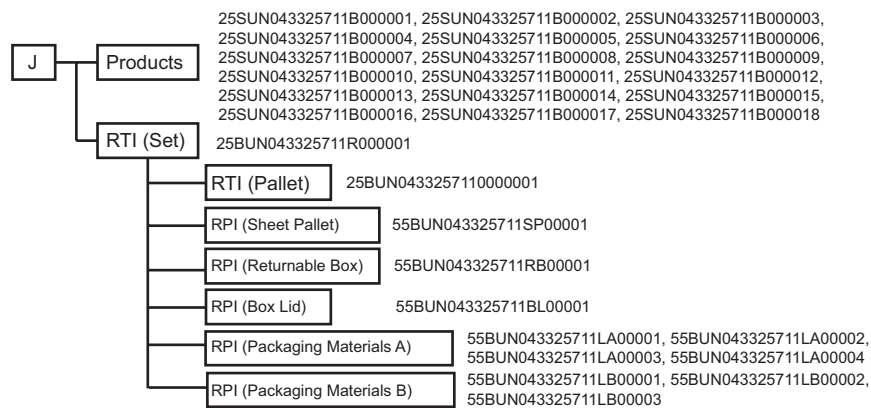 25SUN043325711B000001, 25SUN043325711B000002, 25SUN043325711B000003,
25SUN043325711B000004, 25SUN043325711B000005, 25SUN043325711B000006,
25SUN043325711B000007, 25SUN043325711B000008, 25SUN043325711B000009,
25SUN043325711B000010, 25SUN043325711B000011, 25SUN043325711B000012,
25SUN043325711B000013, 25SUN043325711B000014, 25SUN043325711B000015,
25SUN043325711B000016, 25SUN043325711B000017, 25SUN043325711B000018
J
Products
RTI (Set)
25BUN043325711R000001
RTI (Pallet)
25BUN0433257110000001
RPI (Sheet Pallet)
55BUN043325711SP00001
RPI (Returnable Box)
55BUN043325711RB00001
RPI (Box Lid)
55BUN043325711BL00001
RPI (Packaging Materials A)
55BUN043325711LA00001, 55BUN043325711LA00002,
55BUN043325711LA00003, 55BUN043325711LA00004
RPI (Packaging Materials B)
55BUN043325711LB00001, 55BUN043325711LB00002,
55BUN043325711LB00003